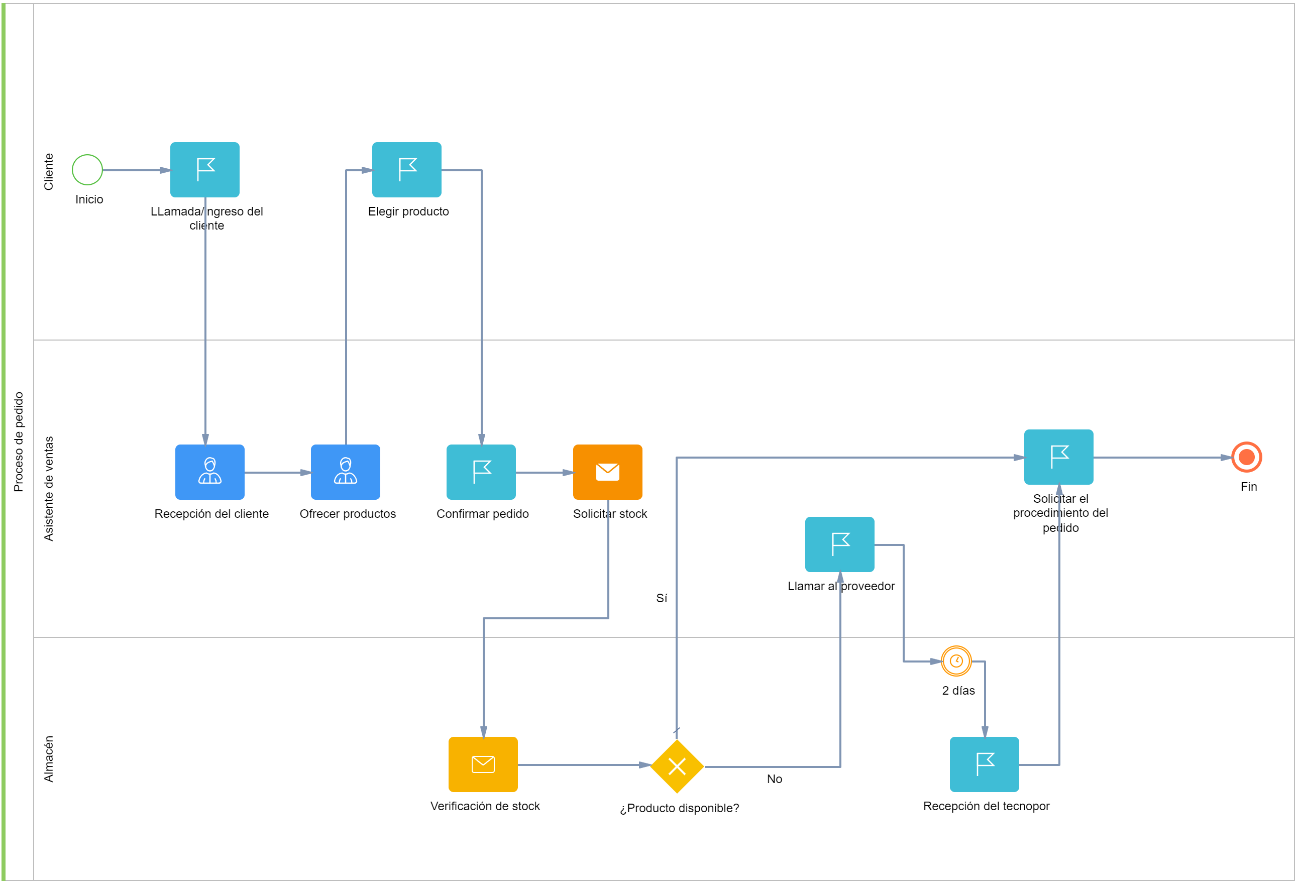 Proceso de pedido
Cliente
Inicio
LLamada/Ingreso del
cliente
Elegir producto
Asistente de ventas
Recepción del cliente
Ofrecer productos
Confirmar pedido
Solicitar stock
Solicitar el
procedimiento del
pedido
Fin
Llamar al proveedor
Sí
Almacén
2 días
Verificación de stock
¿Producto disponible?
No
Recepción del tecnopor